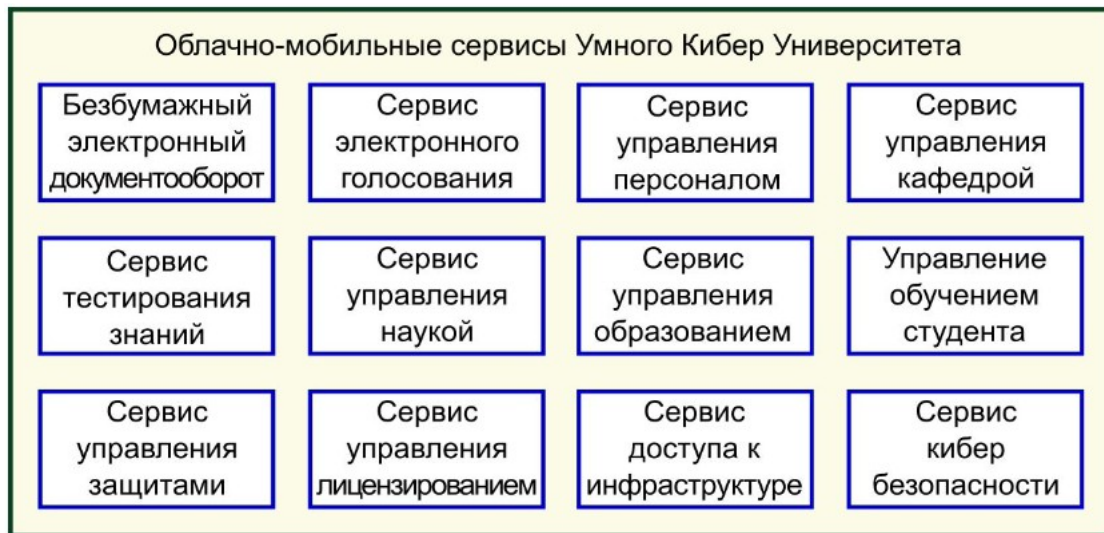 Облачно-мобильные сервисы Умного Кибер Университета
Безбумажный
электронный
документооборот
Сервис
электронного
голосования
Сервис
управления
персоналом
Сервис
управления
кафедрой
Сервис
тестирования
знаний
Сервис
управления
наукой
Сервис
управления
образованием
Управление
обучением
студента
Сервис
управления
защитами
Сервис
управления
лицензированием
Сервис
доступа к
инфраструктуре
Сервис
кибер
безопасности